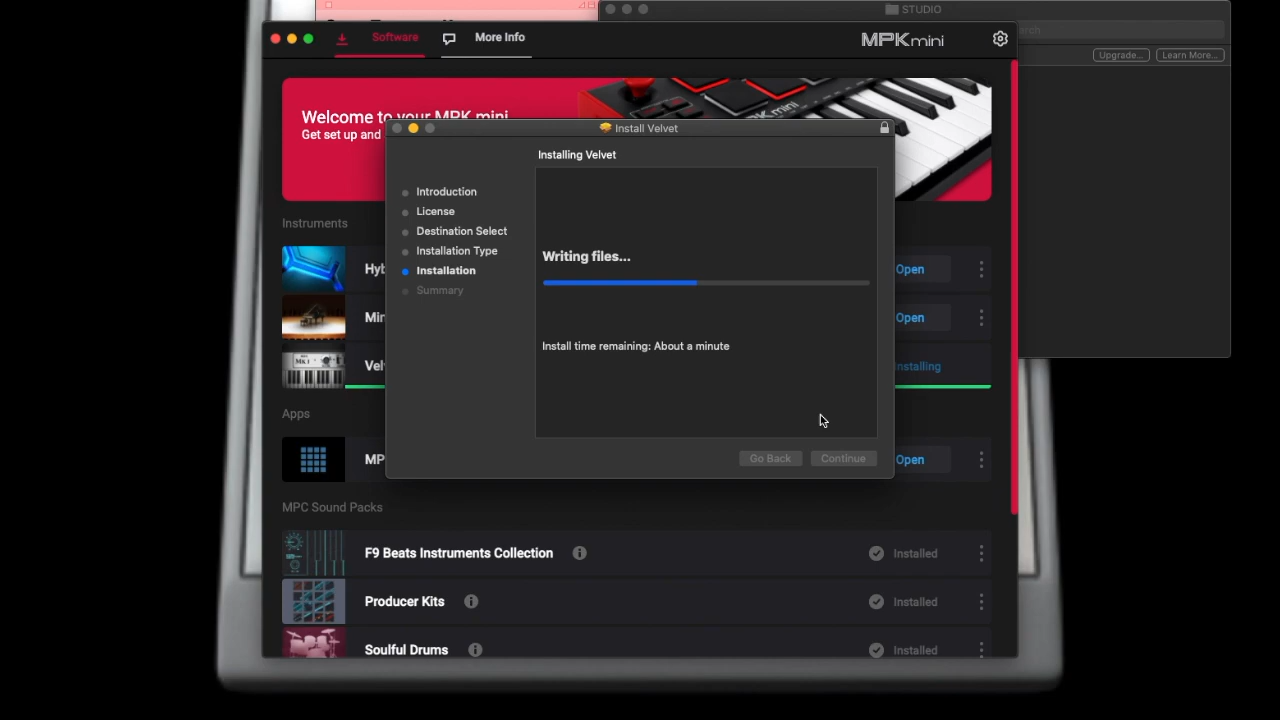 STUDIO
Software
More Info
MPKmini
Upgrade...
Learn More...
Welcome to your MPK mini
Get set up and
MPK mini
Install Velvet
Installing Velvet
Introduction
License
Destination Select
Installation Type
Installation
Summary
Writing files...
Install time remaining: About a minute
Go Back
Continue
Instruments
Hyb
Open
Min
Open
Vel
nstalling
Apps
MP
Open
MPC Sound Packs
F9 Beats Instruments Collection
Installed
Producer Kits
Installed
Soulful Drums
Installed